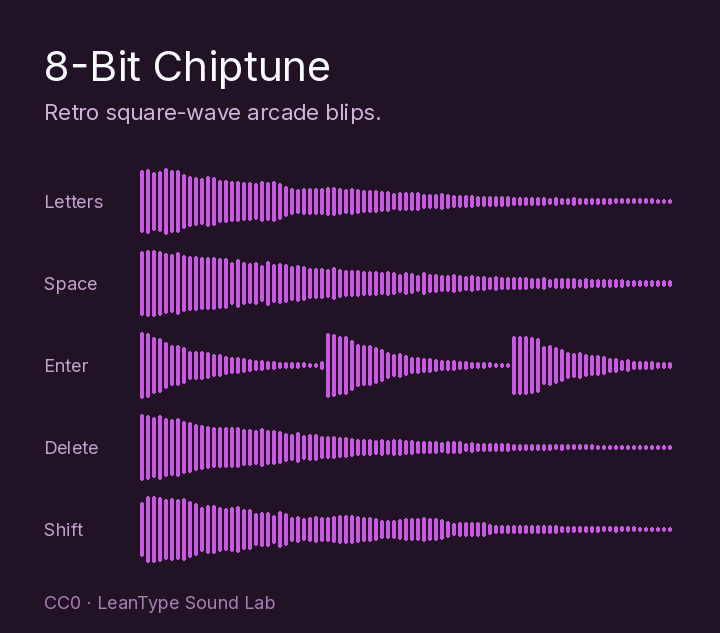 8-Bit Chiptune
Retro square-wave arcade blips.
Letters
Space
Enter
Delete
Shift
CC0 · LeanType Sound Lab